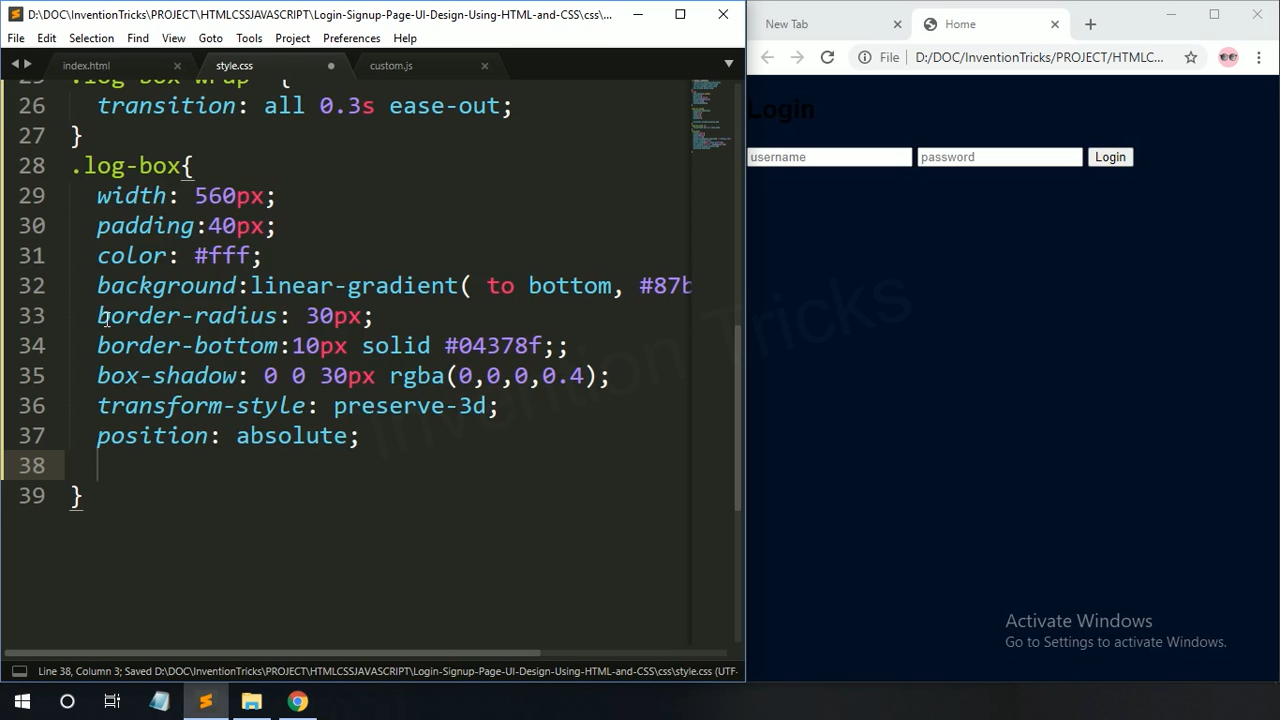 D:\DOC\InventionTricks\PROJECT\HTMLCSSJAVASCRIPT\Login-Signup-Page-UI-Design-Using-HTML-and-CSS\css\...
File Edit Selection Find View Goto Tools Project Preferences Help
index.html style.css custom.js
25 .log-box-wrap {
26 transition: all 0.3s ease-out;
27 }
28 .log-box{
29 width: 560px;
30 padding:40px;
31 color: #fff;
32 background:linear-gradient( to bottom, #87b
33 border-radius: 30px;
34 border-bottom:10px solid #04378f;;
35 box-shadow: 0 0 30px rgba(0,0,0,0.4);
36 transform-style: preserve-3d;
37 position: absolute;
38
39 }
Line 38, Column 3; Saved D:\DOC\InventionTricks\PROJECT\HTMLCSSJAVASCRIPT\Login-Signup-Page-UI-Design-Using-HTML-and-CSS\css\style.css (UTF-
New Tab Home
File D:/DOC/InventionTricks/PROJECT/HTMLC...
Login
username password Login
Invention Tricks
Activate Windows
Go to Settings to activate Windows.